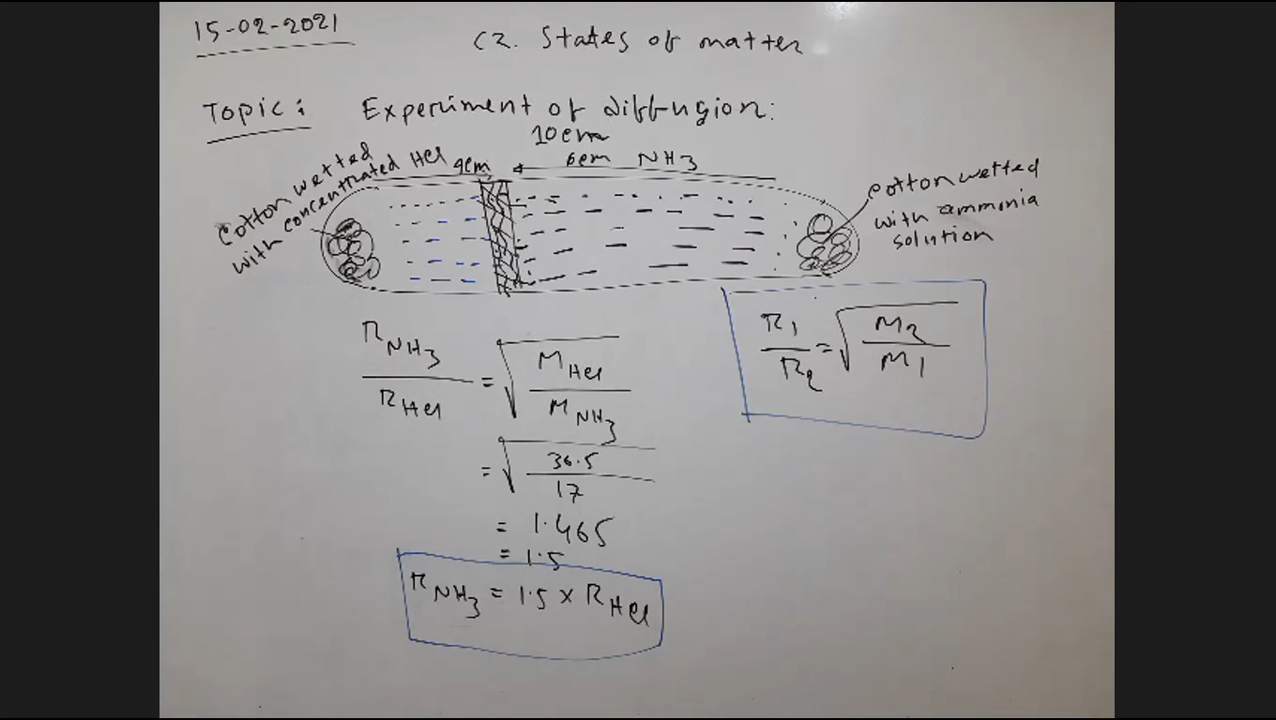 15-02-2021
C2. States of matter
Topic: Experiment of diffusion:
10cm
Cotton wetted
with concentrated HCl
4cm
6cm NH3
Cotton wetted
with ammonia
solution
R1/R2 = √(M2/M1)
RNH3/RHCl = √(MHCl/MNH3)
= √(36.5/17)
= 1.465
= 1.5
RNH3 = 1.5 × RHCl